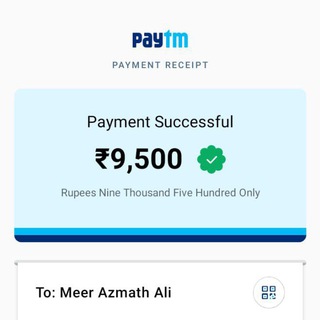 paytm
PAYMENT RECEIPT
Payment Successful
₹9,500
Rupees Nine Thousand Five Hundred Only
To: Meer Azmath Ali